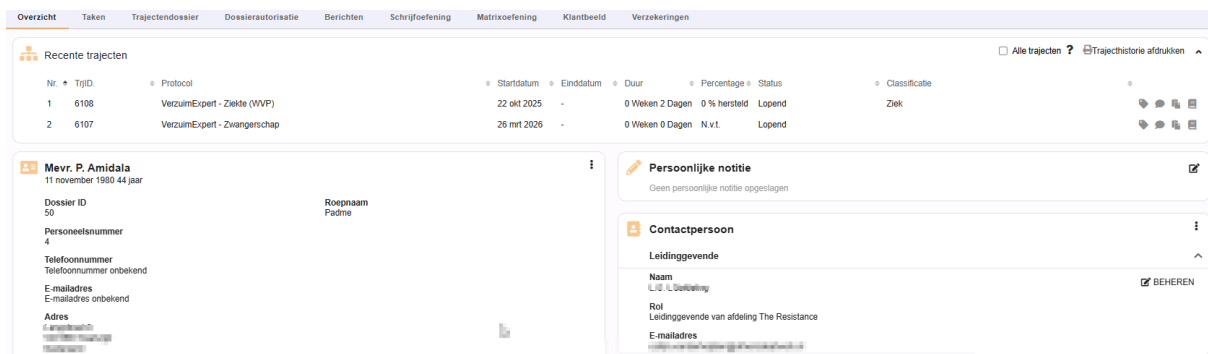 Overzicht Taken Trajectendossier Dossierautorisatie Berichten Schrijfoefening Matrixoefening Klantbeeld Verzekeringen
Recente trajecten
Alle trajecten ? Trajecthistorie afdrukken
Nr. TrjID. Protocol Startdatum Einddatum Duur Percentage Status Classificatie
1 6108 VerzuimExpert - Ziekte (WVP) 22 okt 2025 - 0 Weken 2 Dagen 0 % hersteld Lopend Ziek
2 6107 VerzuimExpert - Zwangerschap 26 mrt 2026 - 0 Weken 0 Dagen N.v.t. Lopend
Mevr. P. Amidala
11 november 1980 44 jaar
Dossier ID
50
Roepnaam
Padme
Personeelsnummer
4
Telefoonnummer
Telefoonnummer onbekend
E-mailadres
E-mailadres onbekend
Adres
Persoonlijke notitie
Geen persoonlijke notitie opgeslagen
Contactpersoon
Leidinggevende
Naam
BEHEREN
Rol
Leidinggevende van afdeling The Resistance
E-mailadres